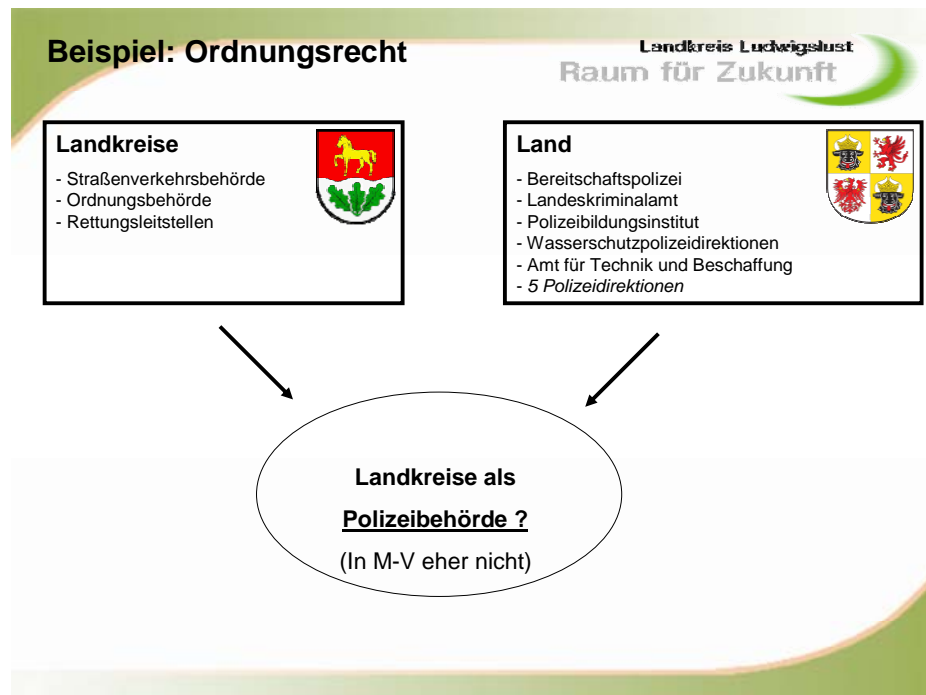 Beispiel: Ordnungsrecht
Landkreis Ludwigslust
Raum für Zukunft
Landkreise
- Straßenverkehrsbehörde
- Ordnungsbehörde
- Rettungsleitstellen
Land
- Bereitschaftspolizei
- Landeskriminalamt
- Polizeibildungsinstitut
- Wasserschutzpolizeidirektionen
- Amt für Technik und Beschaffung
- 5 Polizeidirektionen
Landkreise als
Polizeibehörde ?
(In M-V eher nicht)